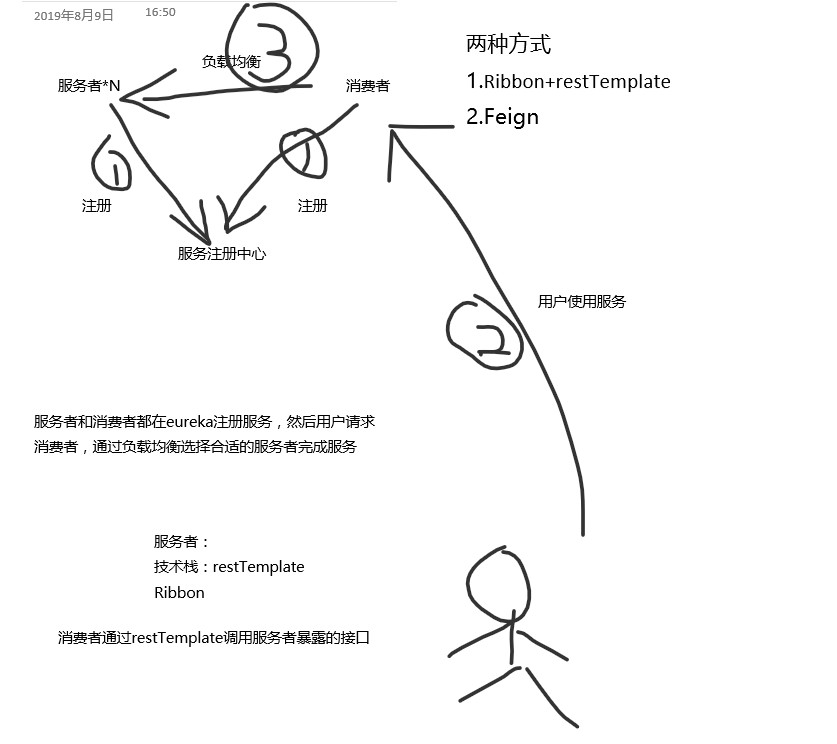 2019年8月9日 16:50
3
负载均衡
服务者*N
消费者
两种方式
1.Ribbon+restTemplate
2.Feign
1
1
注册
注册
服务注册中心
用户使用服务
2
服务者和消费者都在eureka注册服务，然后用户请求
消费者，通过负载均衡选择合适的服务者完成服务
服务者：
技术栈：restTemplate
Ribbon
消费者通过restTemplate调用服务者暴露的接口